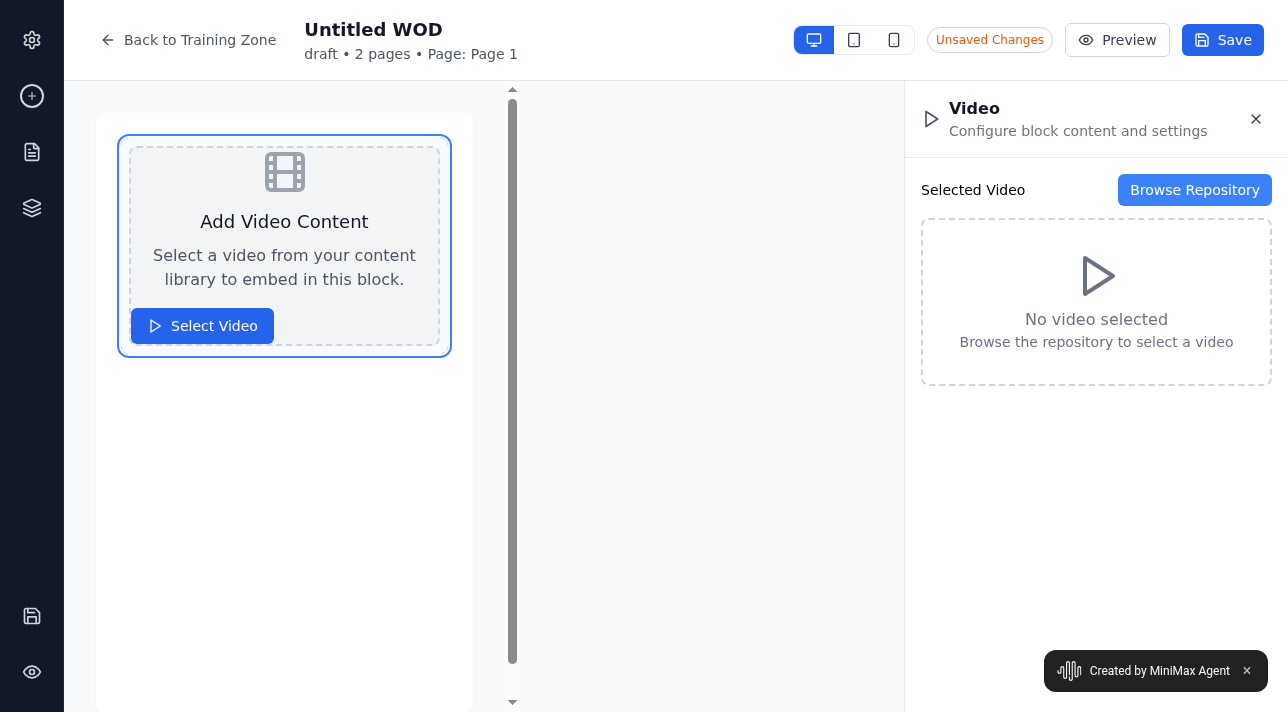 Back to Training Zone
Untitled WOD
draft • 2 pages • Page: Page 1
Unsaved Changes
Preview
Save
Add Video Content
Select a video from your content
library to embed in this block.
Select Video
Video
Configure block content and settings
Selected Video
Browse Repository
No video selected
Browse the repository to select a video
Created by MiniMax Agent